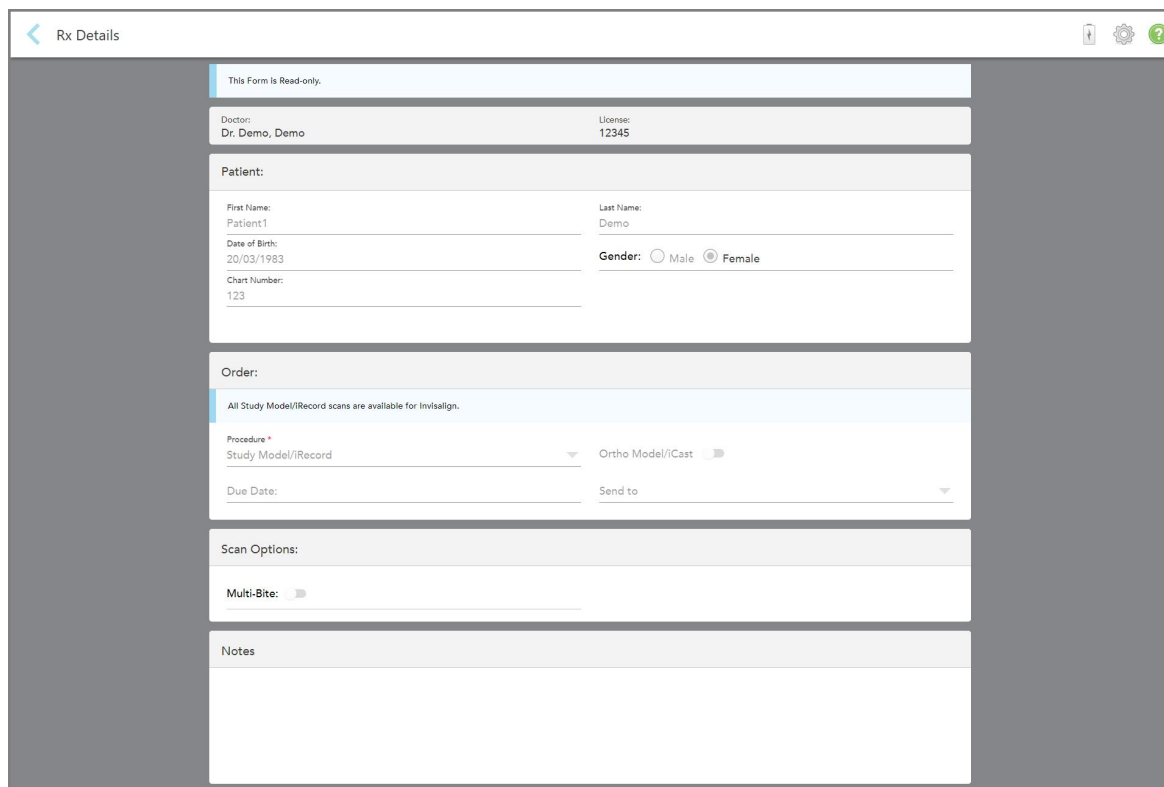 Rx Details
?
This Form is Read-only.
Doctor:
Dr. Demo, Demo
License:
12345
Patient:
First Name:
Patient1
Last Name:
Demo
Date of Birth:
20/03/1983
Gender: Male Female
Chart Number:
123
Order:
All Study Model/iRecord scans are available for Invisalign.
Procedure *
Study Model/iRecord
Ortho Model/iCast
Due Date:
Send to
Scan Options:
Multi-Bite:
Notes